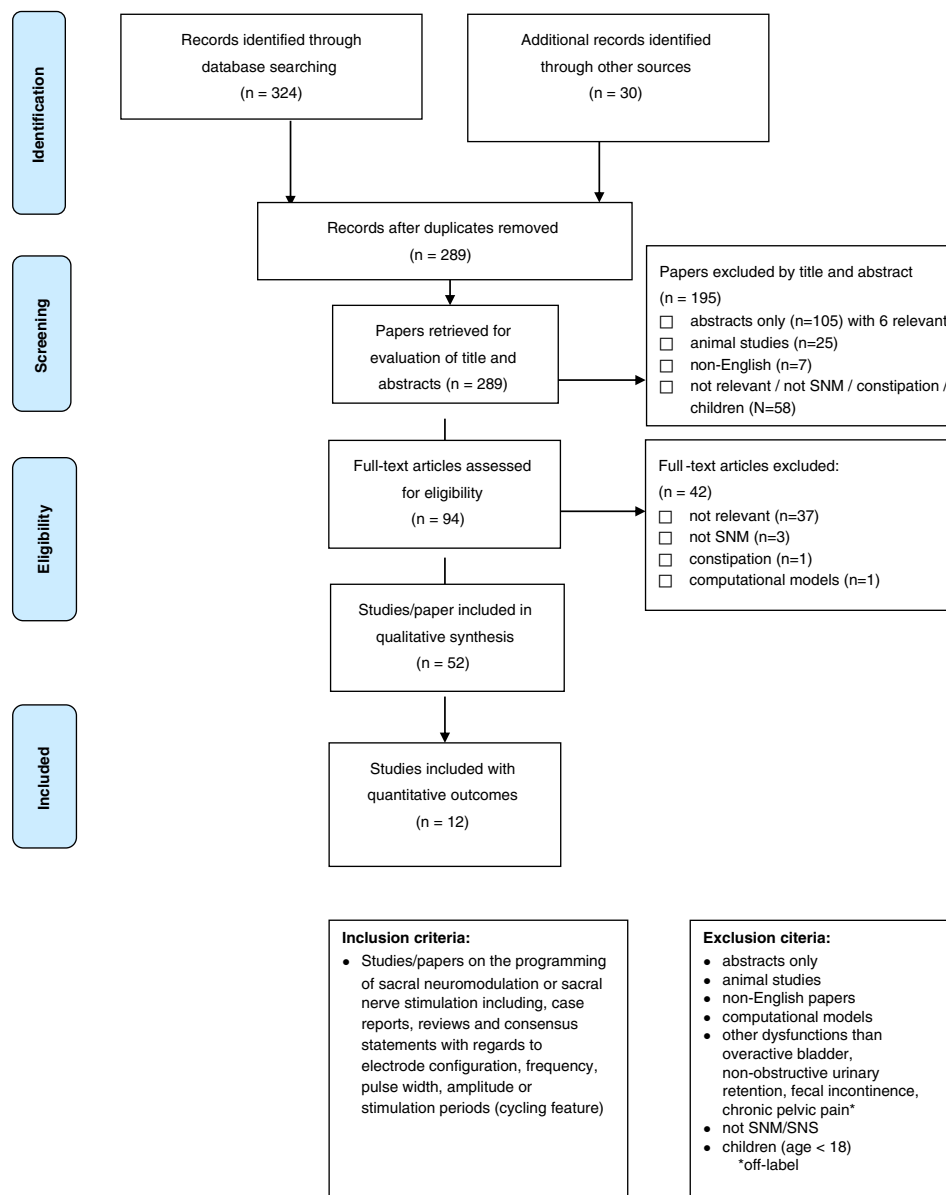 Identification
Records identified through
database searching
(n = 324)
Additional records identified
through other sources
(n = 30)
Records after duplicates removed
(n = 289)
Screening
Papers retrieved for
evaluation of title and
abstracts (n = 289)
Papers excluded by title and abstract
(n = 195)
☐ abstracts only (n=105) with 6 relevant
☐ animal studies (n=25)
☐ non-English (n=7)
☐ not relevant / not SNM / constipation /
children (N=58)
Eligibility
Full-text articles assessed
for eligibility
(n = 94)
Full-text articles excluded:
(n = 42)
☐ not relevant (n=37)
☐ not SNM (n=3)
☐ constipation (n=1)
☐ computational models (n=1)
Studies/paper included in
qualitative synthesis
(n = 52)
Included
Studies included with
quantitative outcomes
(n = 12)
Inclusion criteria:
• Studies/papers on the programming
of sacral neuromodulation or sacral
nerve stimulation including, case
reports, reviews and consensus
statements with regards to
electrode configuration, frequency,
pulse width, amplitude or
stimulation periods (cycling feature)
Exclusion citeria:
• abstracts only
• animal studies
• non-English papers
• computational models
• other dysfunctions than
overactive bladder,
non-obstructive urinary
retention, fecal incontinence,
chronic pelvic pain*
• not SNM/SNS
• children (age < 18)
*off-label